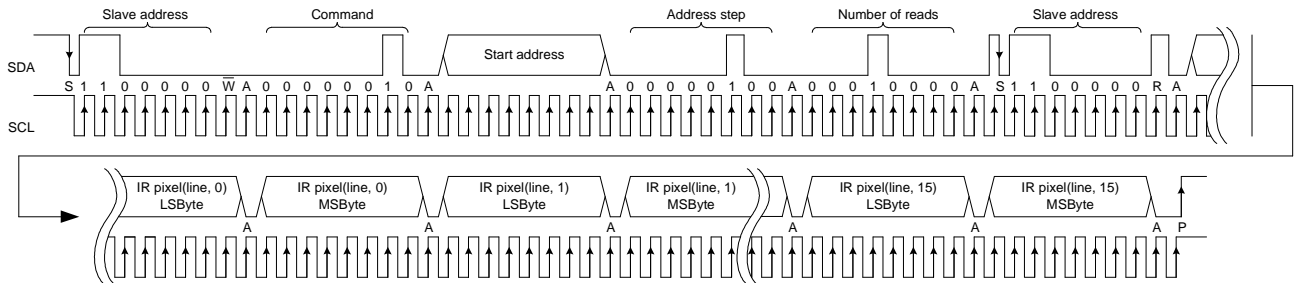 Slave address Command Address step Number of reads Slave address
SDA Start address
S 1 1 0 0 0 0 0 W A 0 0 0 0 0 0 1 0 A A 0 0 0 0 0 1 0 A 0 0 0 1 0 0 0 0 A S 1 1 0 0 0 0 0 R A
SCL
IR pixel(line, 0) IR pixel(line, 0) IR pixel(line, 1) IR pixel(line, 1) IR pixel(line, 15) IR pixel(line, 15)
LSByte MSByte LSByte MSByte LSByte MSByte
A A A A A A P